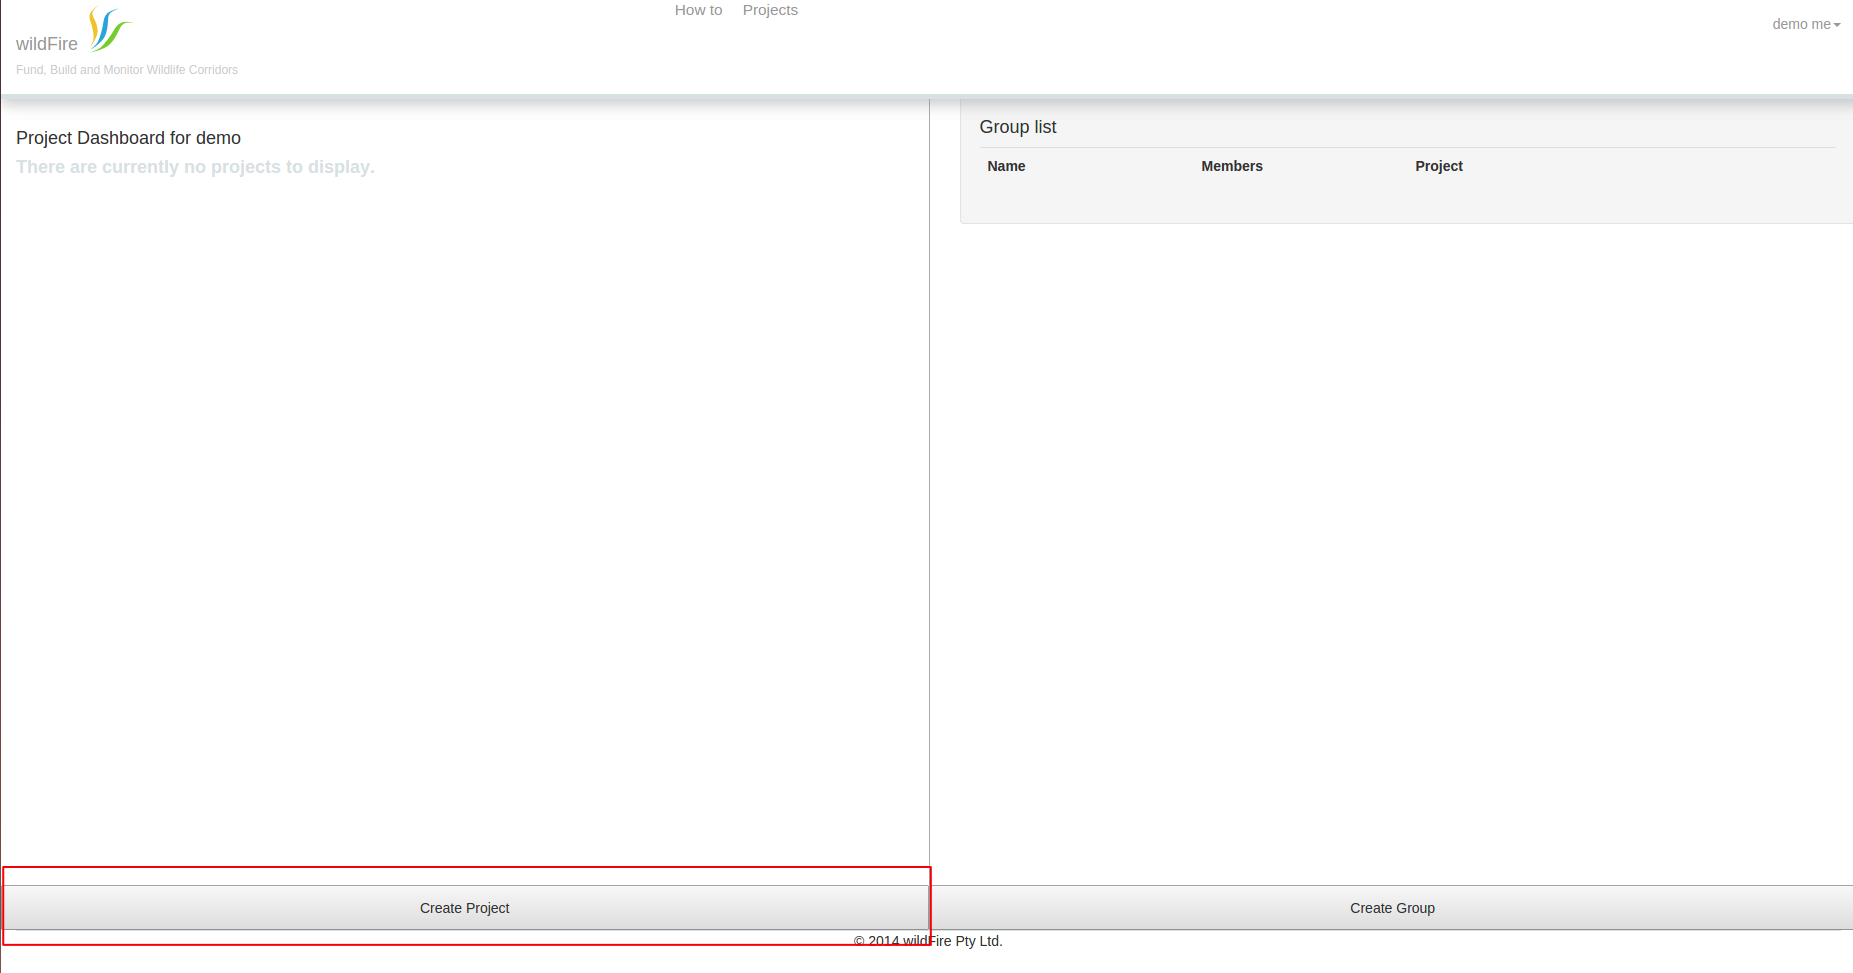 How to Projects
demo me
wildFire
Fund, Build and Monitor Wildlife Corridors
Project Dashboard for demo
There are currently no projects to display.
Group list
Name Members Project
Create Project
Create Group
© 2014 wildFire Pty Ltd.